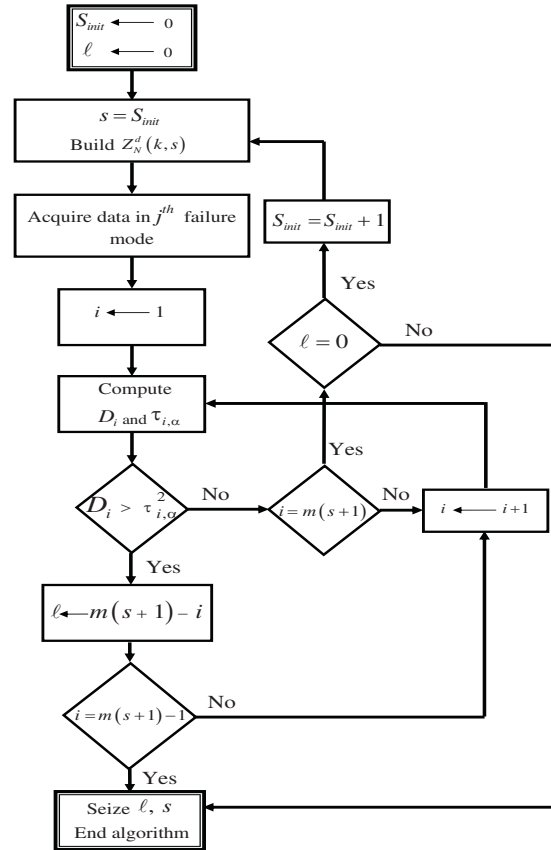 S_init ← 0
ℓ ← 0
s = S_init
Build Z_N^d (k, s)
Acquire data in j^th failure
mode
S_init = S_init + 1
Yes
i ← 1
ℓ = 0
No
Compute
D_i and τ_i,α
Yes
D_i > τ_i,α^2
No
i = m(s+1)
No
i ← i+1
Yes
ℓ ← m(s+1) − i
i = m(s+1) − 1
No
Yes
Seize ℓ, s
End algorithm